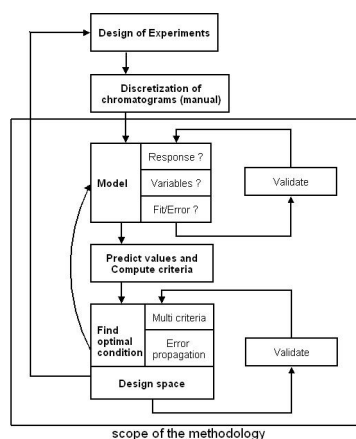 Design of Experiments
Discretization of
chromatograms (manual)
Model
Response ?
Variables ?
Fit/Error ?
Validate
Predict values and
Compute criteria
Find
optimal
condition
Multi criteria
Error
propagation
Validate
Design space
scope of the methodology